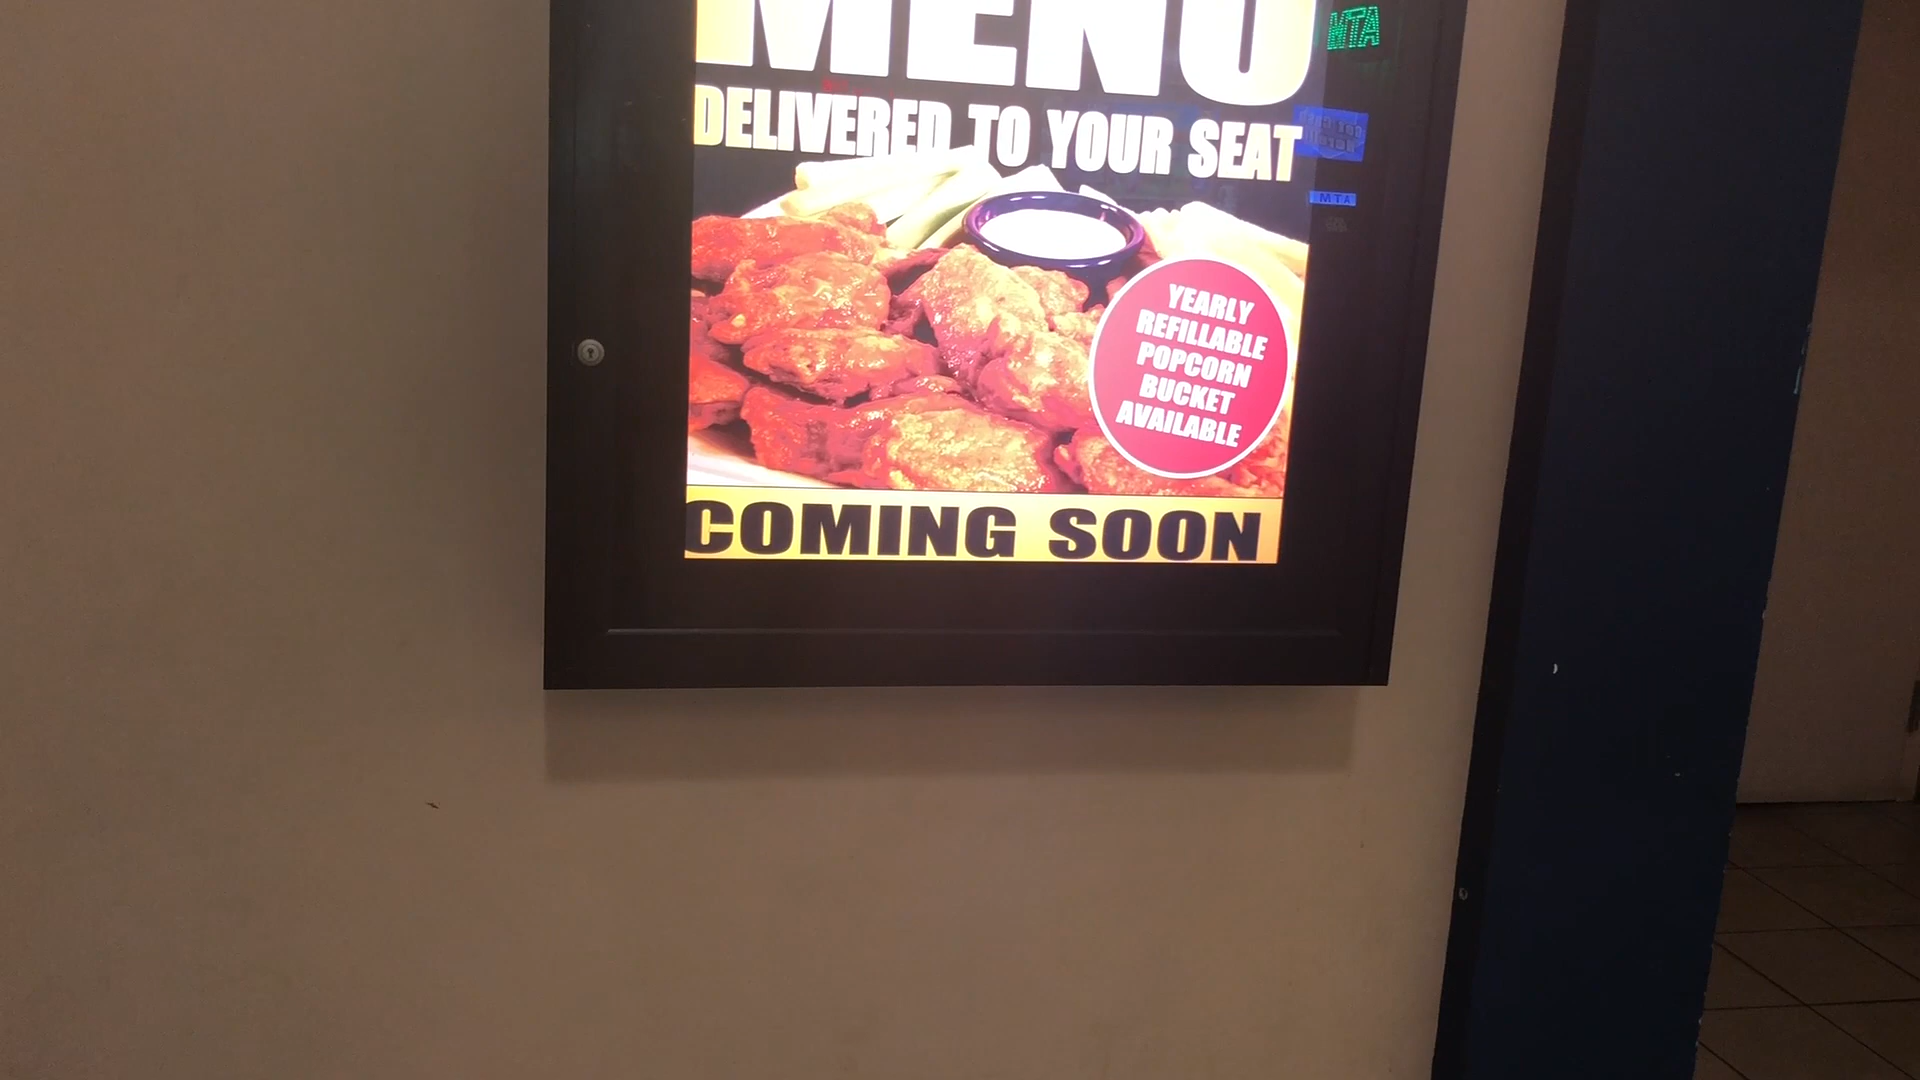 MENU
DELIVERED TO YOUR SEAT
YEARLY
REFILLABLE
POPCORN
BUCKET
AVAILABLE
COMING SOON
MTA
MTA